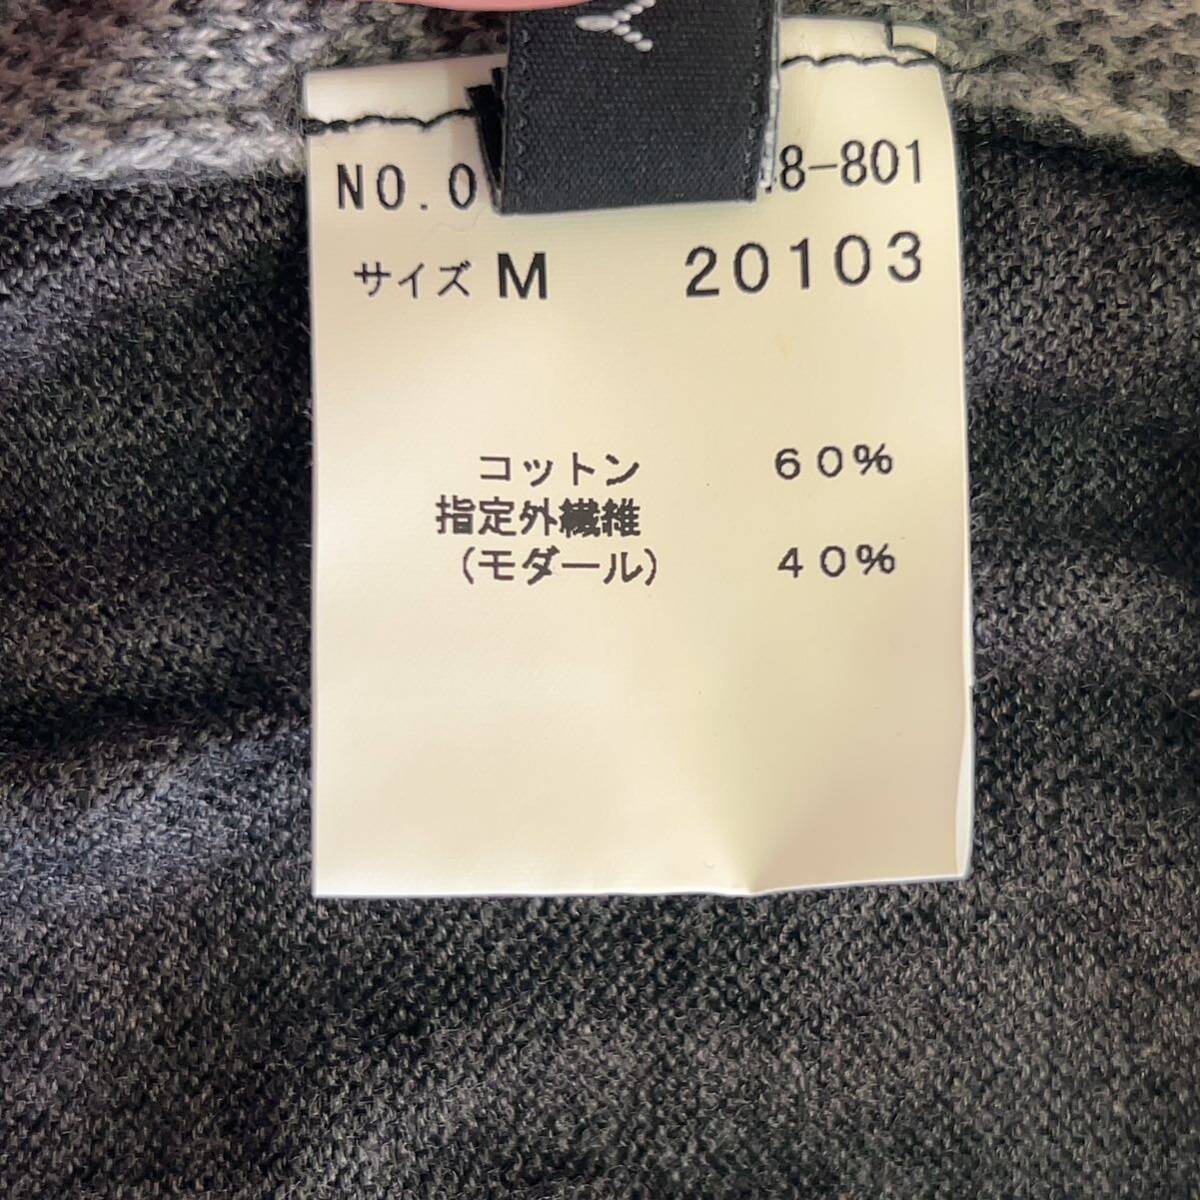 NO.0 8-801
サイズ M 20103
コットン 60%
指定外繊維
(モダール) 40%